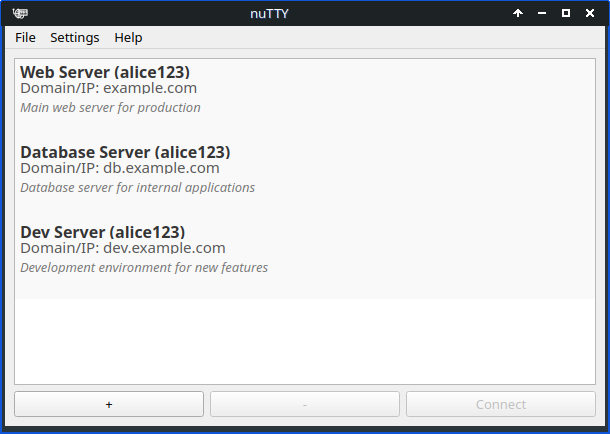 nuTTY
File Settings Help
Web Server (alice123)
Domain/IP: example.com
Main web server for production
Database Server (alice123)
Domain/IP: db.example.com
Database server for internal applications
Dev Server (alice123)
Domain/IP: dev.example.com
Development environment for new features
+ - Connect